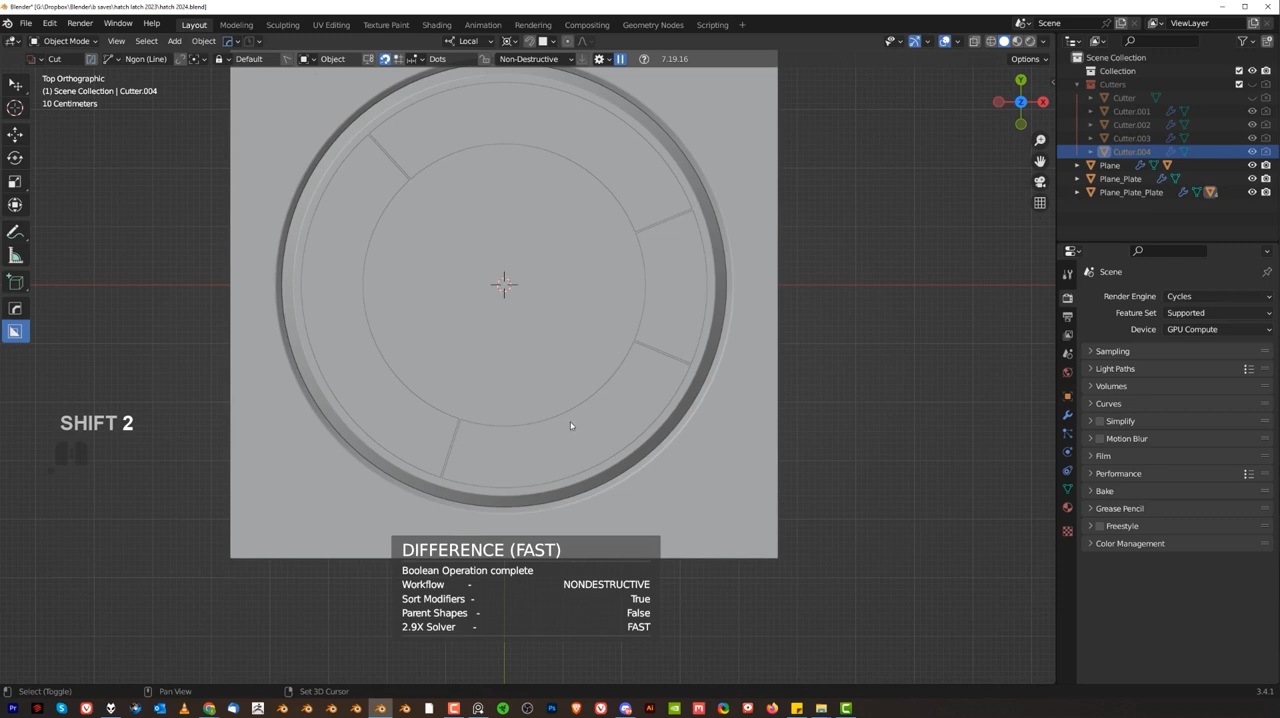 Blender* [G:\Dropbox\Blender\b saves\hatch latch 2023\hatch 2024.blend]
File Edit Render Window Help Layout Modeling Sculpting UV Editing Texture Paint Shading Animation Rendering Compositing Geometry Nodes Scripting Scene ViewLayer
Object Mode View Select Add Object Local
Cut Ngon (Line) Default Object Dots Non-Destructive 7.19.16 Options
Top Orthographic
(1) Scene Collection | Cutter.004
10 Centimeters
Y
Z
X
Scene Collection
Collection
Cutters
Cutter
Cutter.001
Cutter.002
Cutter.003
Cutter.004
Plane
Plane_Plate
Plane_Plate_Plate
Scene
Render Engine Cycles
Feature Set Supported
Device GPU Compute
Sampling
Light Paths
Volumes
Curves
Simplify
Motion Blur
Film
Performance
Bake
Grease Pencil
Freestyle
Color Management
SHIFT 2
DIFFERENCE (FAST)
Boolean Operation complete
Workflow - NONDESTRUCTIVE
Sort Modifiers - True
Parent Shapes - False
2.9X Solver - FAST
Select (Toggle) Pan View Set 3D Cursor 3.4.1